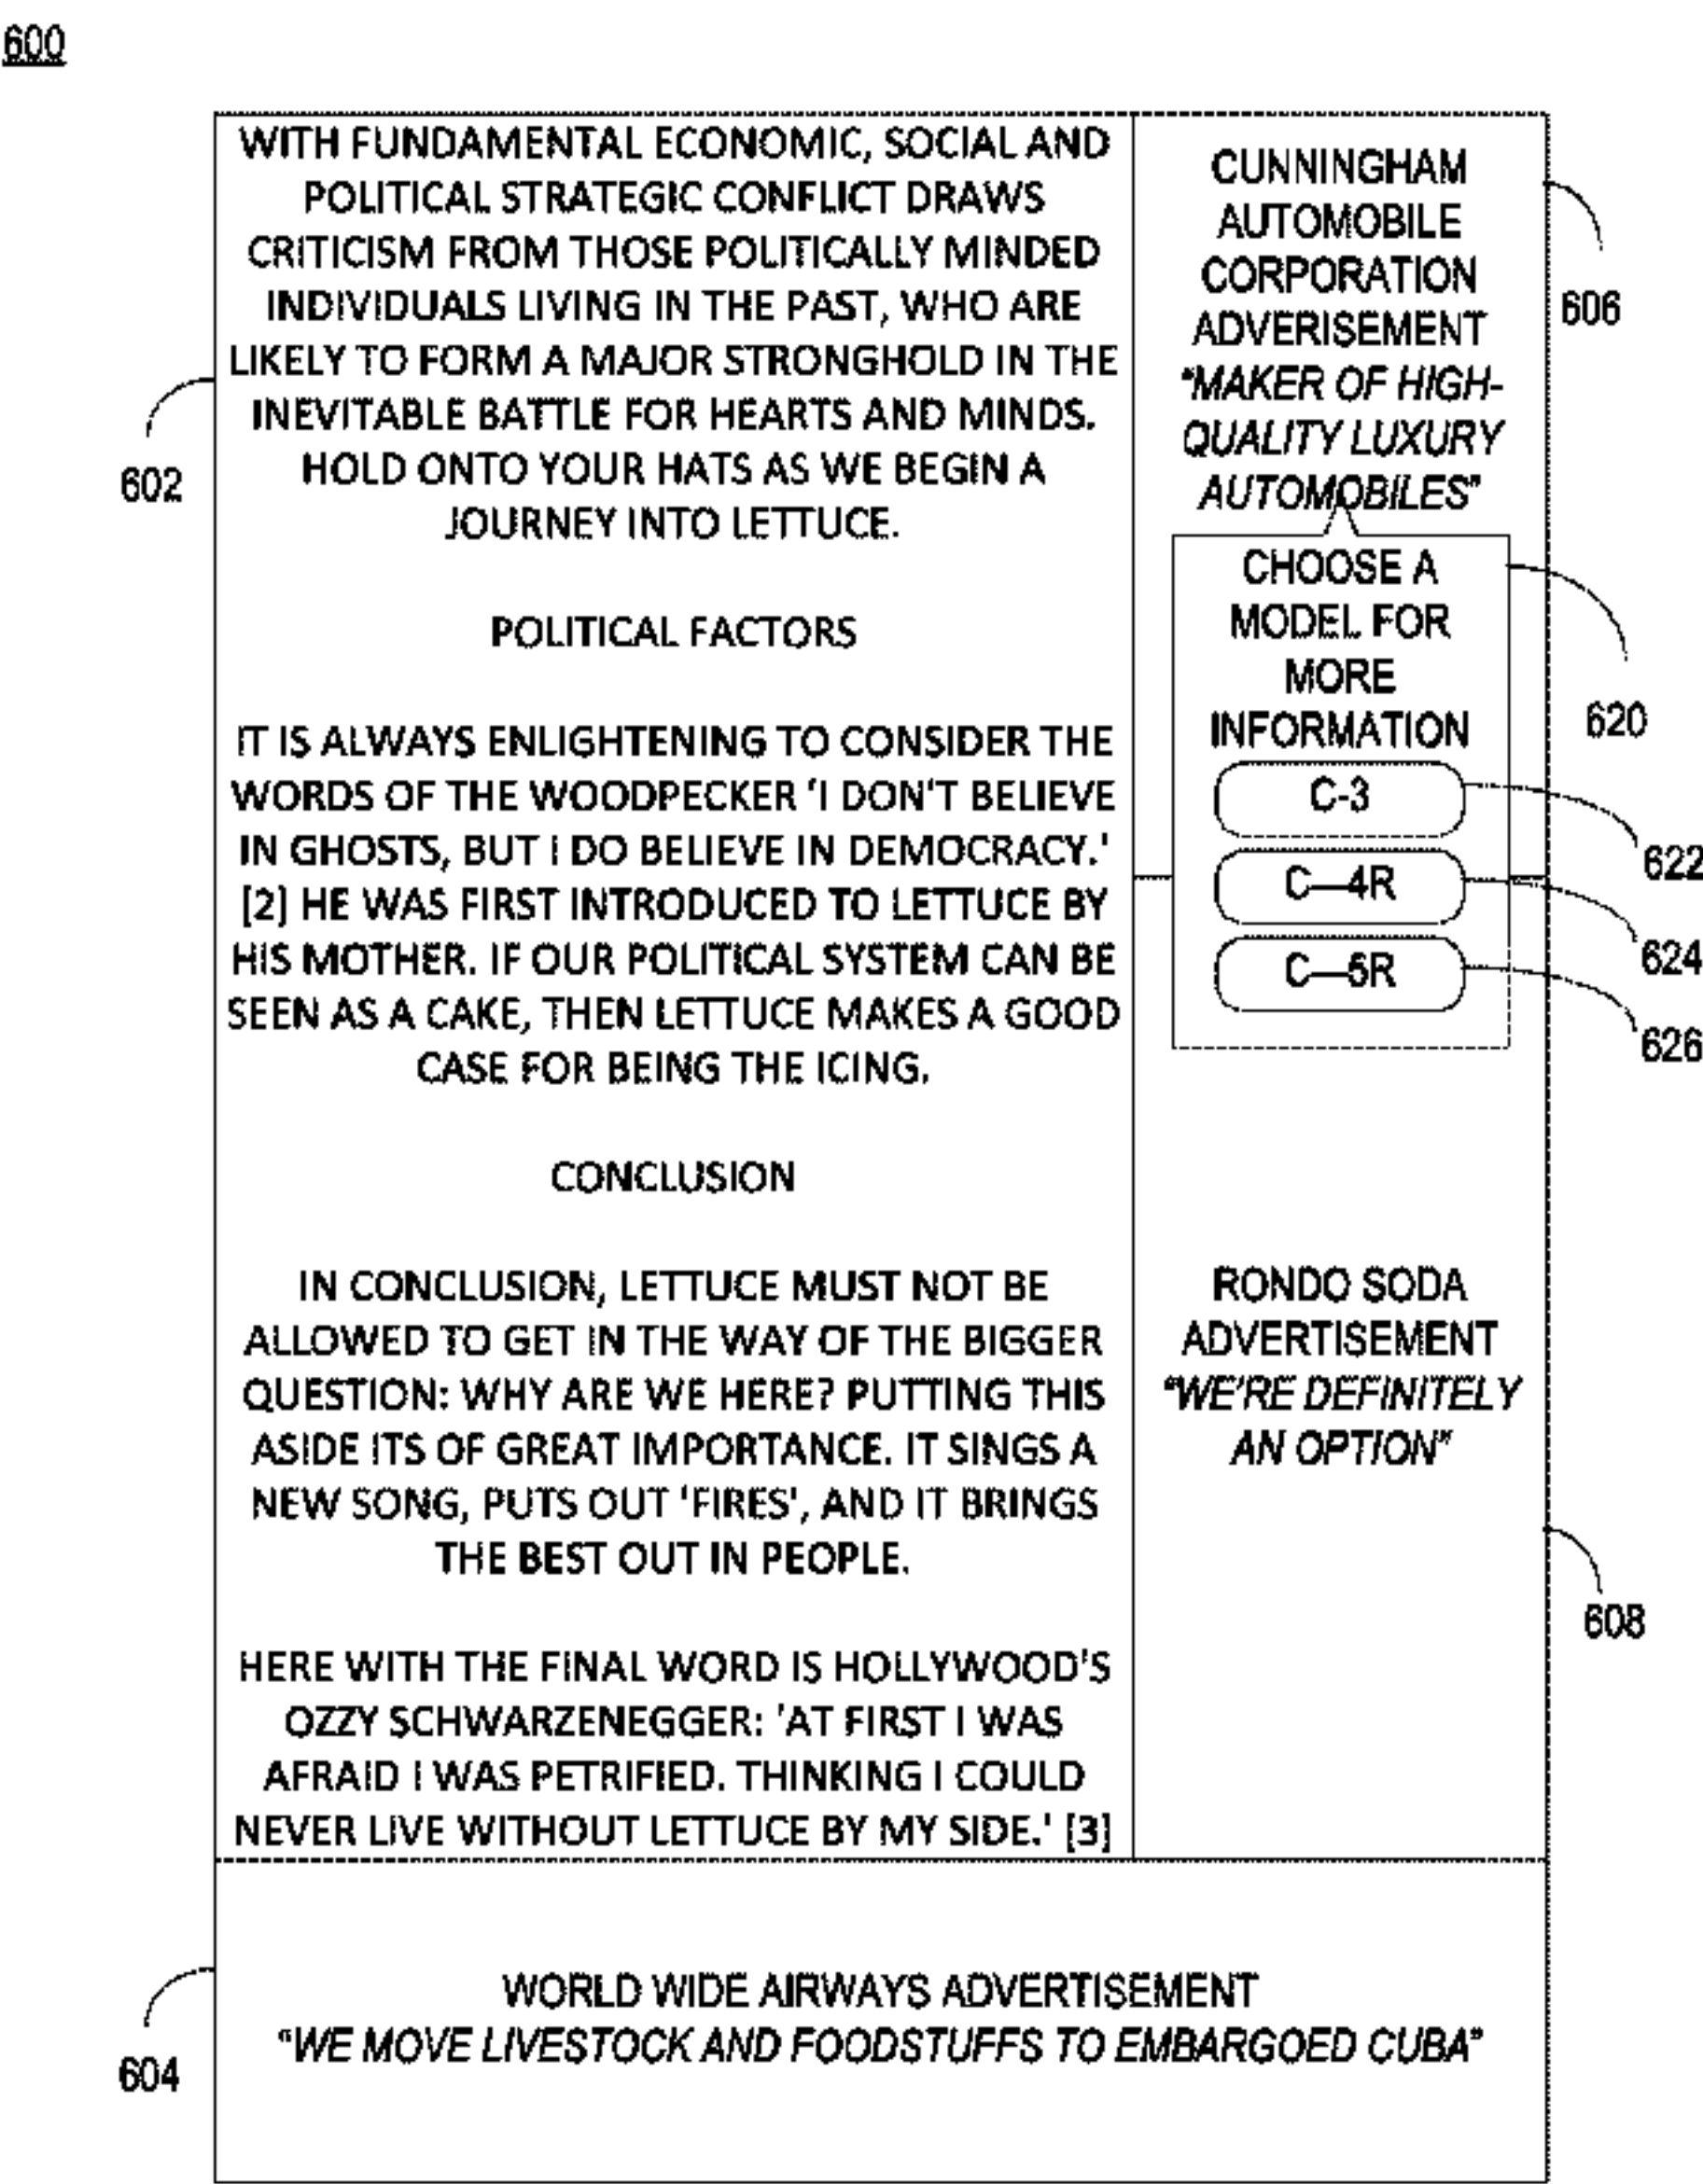 600
WITH FUNDAMENTAL ECONOMIC, SOCIAL AND
POLITICAL STRATEGIC CONFLICT DRAWS
CRITICISM FROM THOSE POLITICALLY MINDED
INDIVIDUALS LIVING IN THE PAST, WHO ARE
LIKELY TO FORM A MAJOR STRONGHOLD IN THE
INEVITABLE BATTLE FOR HEARTS AND MINDS.
HOLD ONTO YOUR HATS AS WE BEGIN A
JOURNEY INTO LETTUCE.
POLITICAL FACTORS
IT IS ALWAYS ENLIGHTENING TO CONSIDER THE
WORDS OF THE WOODPECKER 'I DON'T BELIEVE
IN GHOSTS, BUT I DO BELIEVE IN DEMOCRACY.'
[2] HE WAS FIRST INTRODUCED TO LETTUCE BY
HIS MOTHER. IF OUR POLITICAL SYSTEM CAN BE
SEEN AS A CAKE, THEN LETTUCE MAKES A GOOD
CASE FOR BEING THE ICING.
CONCLUSION
IN CONCLUSION, LETTUCE MUST NOT BE
ALLOWED TO GET IN THE WAY OF THE BIGGER
QUESTION: WHY ARE WE HERE? PUTTING THIS
ASIDE ITS OF GREAT IMPORTANCE. IT SINGS A
NEW SONG, PUTS OUT 'FIRES', AND IT BRINGS
THE BEST OUT IN PEOPLE.
HERE WITH THE FINAL WORD IS HOLLYWOOD'S
OZZY SCHWARZENEGGER: 'AT FIRST I WAS
AFRAID I WAS PETRIFIED. THINKING I COULD
NEVER LIVE WITHOUT LETTUCE BY MY SIDE.' [3]
602
CUNNINGHAM
AUTOMOBILE
CORPORATION
ADVERISEMENT
"MAKER OF HIGH-
QUALITY LUXURY
AUTOMOBILES"
606
CHOOSE A
MODEL FOR
MORE
INFORMATION
620
C-3
622
C—4R
624
C—5R
626
RONDO SODA
ADVERTISEMENT
"WE'RE DEFINITELY
AN OPTION"
608
WORLD WIDE AIRWAYS ADVERTISEMENT
"WE MOVE LIVESTOCK AND FOODSTUFFS TO EMBARGOED CUBA"
604